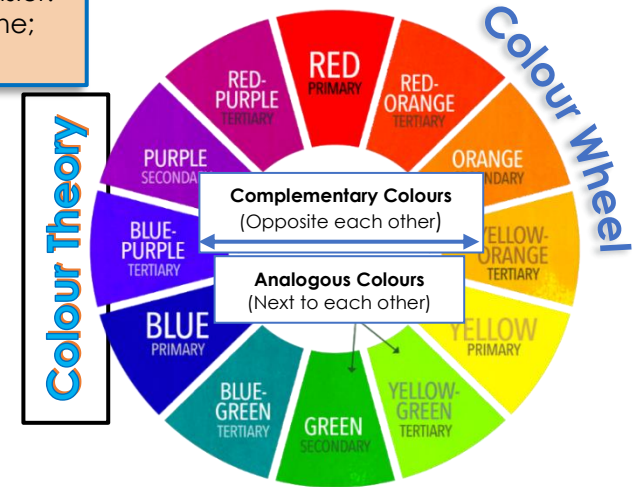 ne;
Colour Wheel
Colour Theory
RED
PRIMARY
RED-
ORANGE
TERTIARY
ORANGE
NDARY
YELLOW-
ORANGE
TERTIARY
YELLOW
PRIMARY
YELLOW-
GREEN
TERTIARY
GREEN
SECONDARY
BLUE-
GREEN
TERTIARY
BLUE
PRIMARY
BLUE-
PURPLE
TERTIARY
PURPLE
SECONDA
RED-
PURPLE
TERTIARY
Complementary Colours
(Opposite each other)
Analogous Colours
(Next to each other)